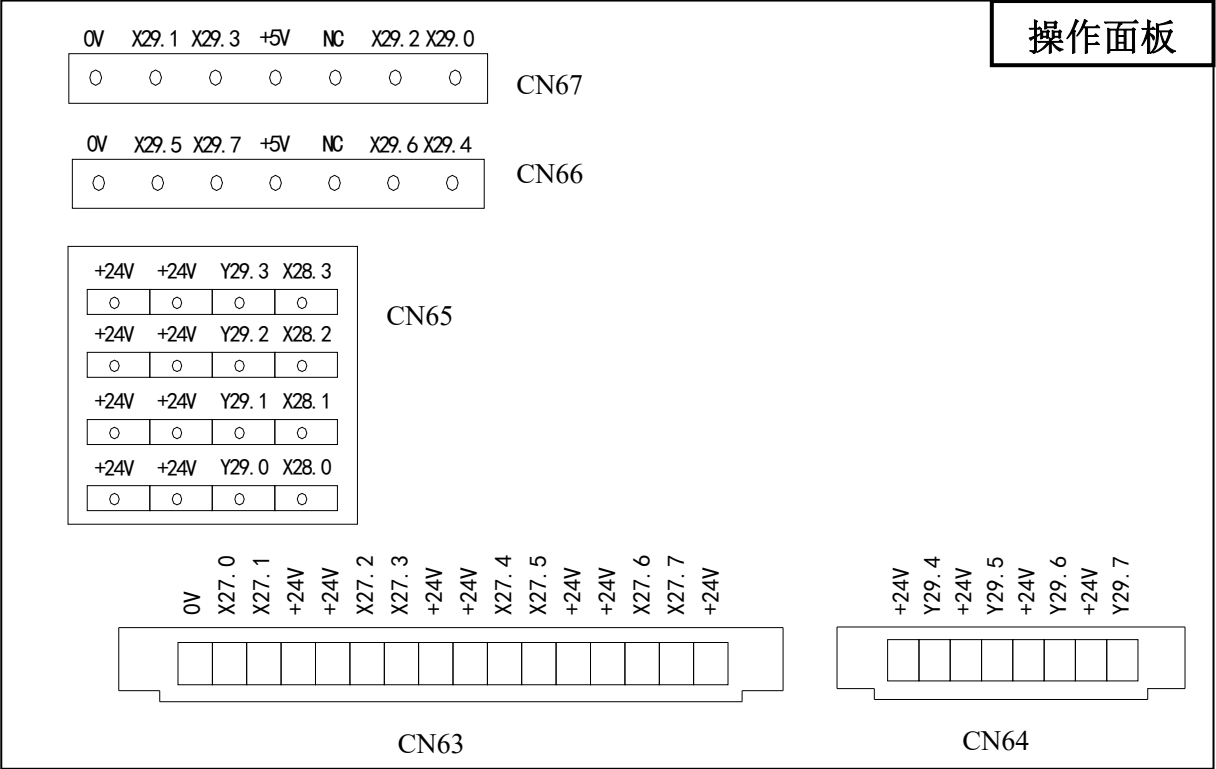 操作面板
0V X29.1 X29.3 +5V NC X29.2 X29.0
CN67
0V X29.5 X29.7 +5V NC X29.6 X29.4
CN66
+24V +24V Y29.3 X28.3
CN65
+24V +24V Y29.2 X28.2
+24V +24V Y29.1 X28.1
+24V +24V Y29.0 X28.0
0V X27.0 X27.1 +24V +24V X27.2 X27.3 +24V +24V X27.4 X27.5 +24V +24V X27.6 X27.7 +24V
CN63
+24V Y29.4 +24V Y29.5 +24V Y29.6 +24V Y29.7
CN64